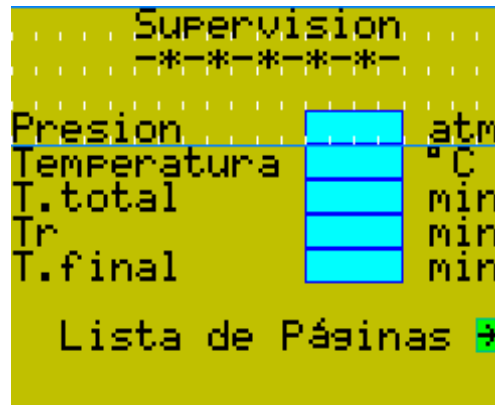 Supervision
-*-*-*-*-*-
Presion atm
Temperatura °C
T.total min
Tr min
T.final min
Lista de Páginas →